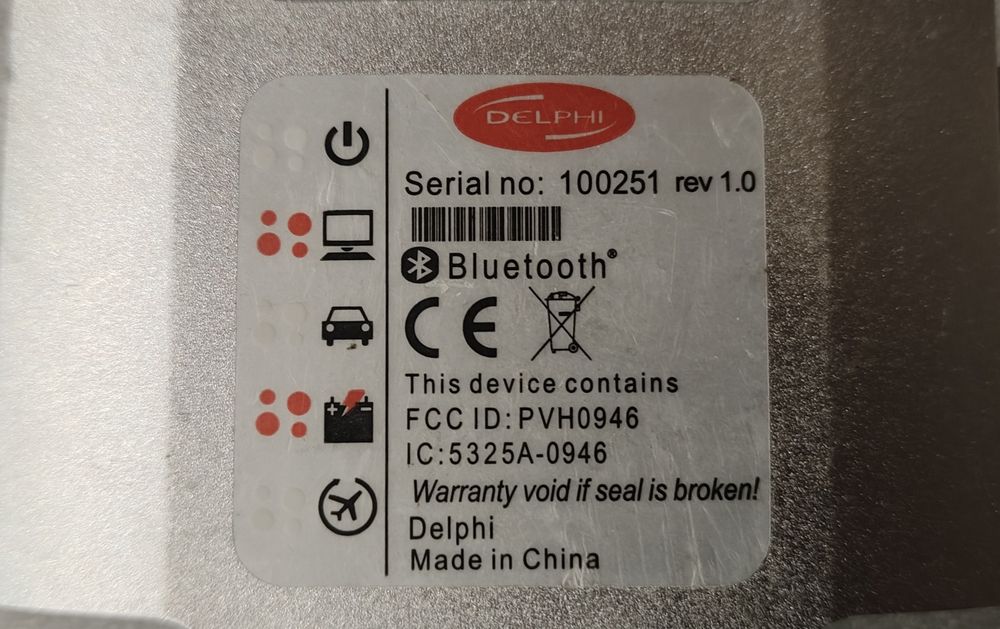 DELPHI
Serial no: 100251 rev 1.0
Bluetooth®
CE
This device contains
FCC ID: PVH0946
IC:5325A-0946
Warranty void if seal is broken!
Delphi
Made in China